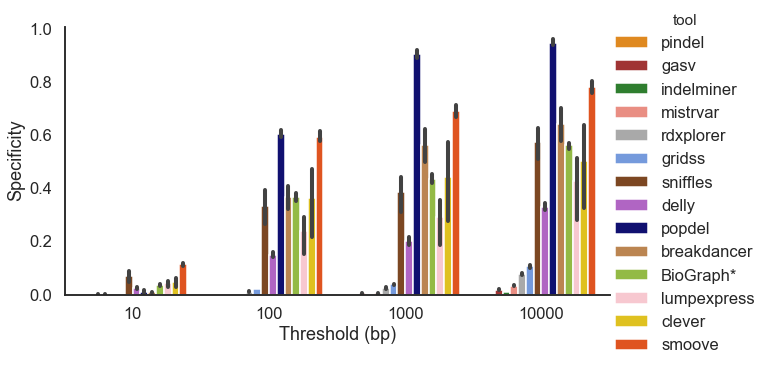 1.0
0.8
0.6
0.4
0.2
0.0
Specificity
10
100
1000
10000
Threshold (bp)
tool
pindel
gasv
indelminer
mistrvar
rdxplorer
gridss
sniffles
delly
popdel
breakdancer
BioGraph*
lumpexpress
clever
smoove